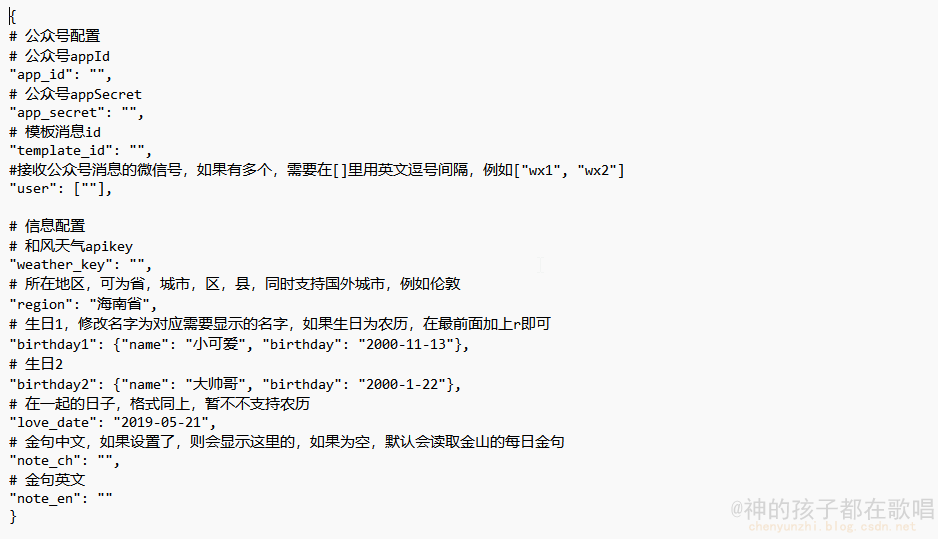 {
# 公众号配置
# 公众号appId
"app_id": "",
# 公众号appSecret
"app_secret": "",
# 模板消息id
"template_id": "",
#接收公众号消息的微信号，如果有多个，需要在[]里用英文逗号间隔，例如["wx1", "wx2"]
"user": [""],

# 信息配置
# 和风天气apikey
"weather_key": "",
# 所在地区，可为省，城市，区，县，同时支持国外城市，例如伦敦
"region": "海南省",
# 生日1，修改名字为对应需要显示的名字，如果生日为农历，在最前面加上r即可
"birthday1": {"name": "小可爱", "birthday": "2000-11-13"},
# 生日2
"birthday2": {"name": "大帅哥", "birthday": "2000-1-22"},
# 在一起的日子，格式同上，暂不不支持农历
"love_date": "2019-05-21",
# 金句中文，如果设置了，则会显示这里的，如果为空，默认会读取金山的每日金句
"note_ch": "",
# 金句英文
"note_en": ""
}
@神的孩子都在歌唱
chenyunzhi.blog.csdn.net